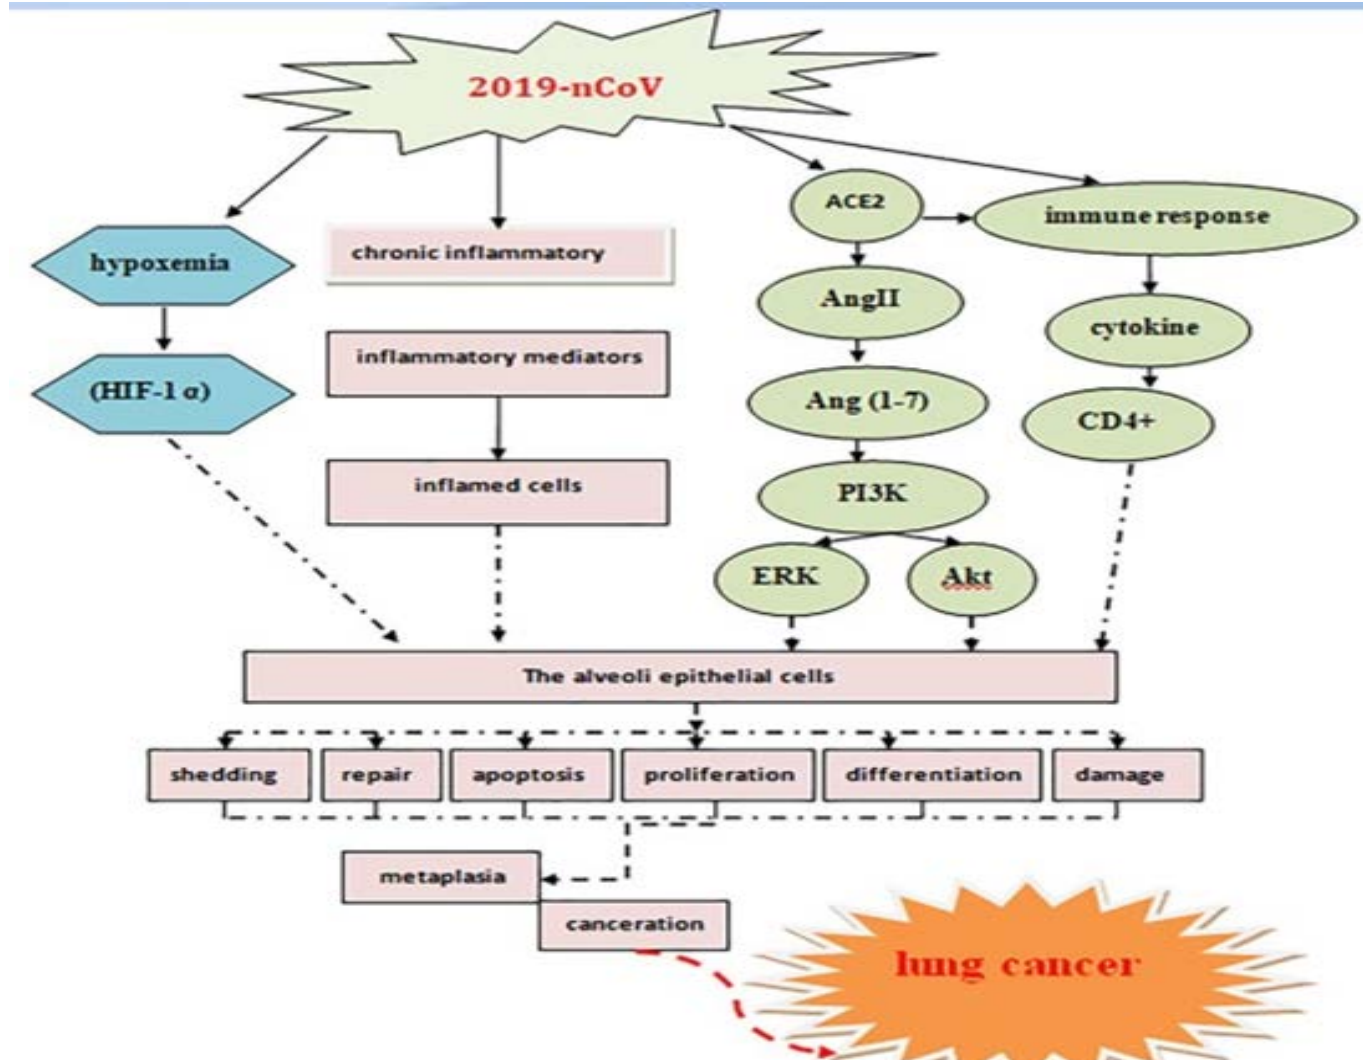 2019-nCoV
ACE2
immune response
hypoxemia
chronic inflammatory
AngII
cytokine
inflammatory mediators
(HIF-1 α)
Ang (1-7)
CD4+
inflamed cells
PI3K
ERK
Akt
The alveoli epithelial cells
shedding
repair
apoptosis
proliferation
differentiation
damage
metaplasia
canceration
lung cancer